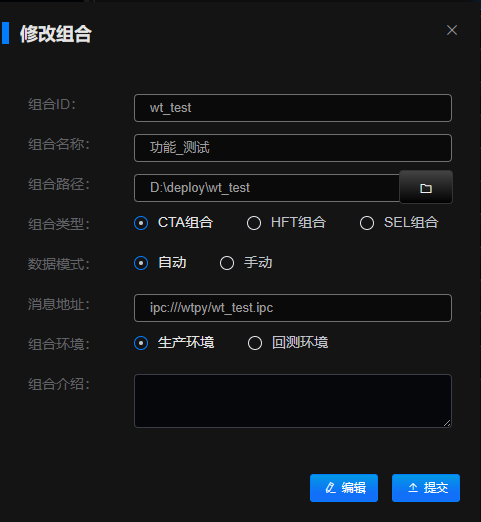 修改组合
组合ID:
wt_test
组合名称:
功能_测试
组合路径:
D:\deploy\wt_test
组合类型:
CTA组合 HFT组合 SEL组合
数据模式:
自动 手动
消息地址:
ipc:///wtpy/wt_test.ipc
组合环境:
生产环境 回测环境
组合介绍:
编辑 提交